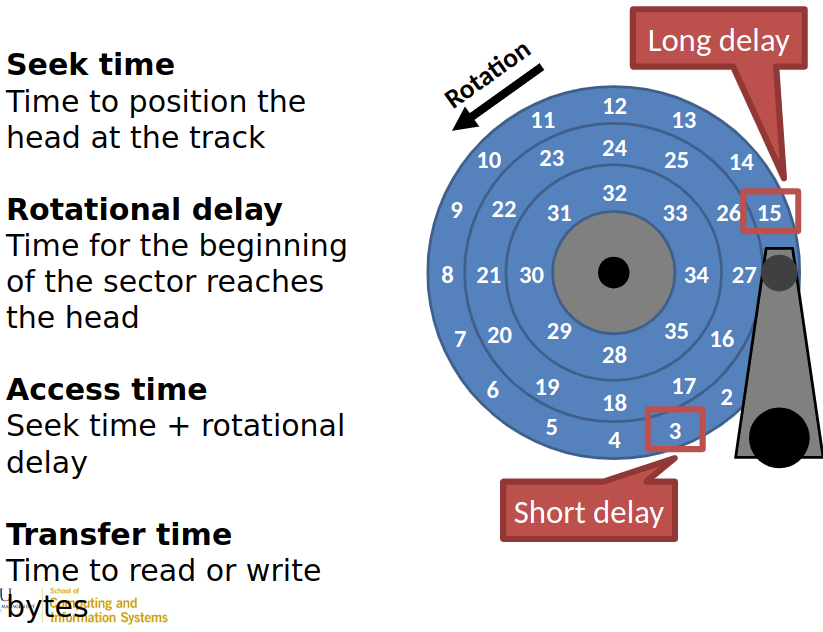 Seek time
Time to position the
head at the track
Rotational delay
Time for the beginning
of the sector reaches
the head
Access time
Seek time + rotational
delay
Transfer time
Time to read or write
bytes
School of
Computing and
Information Systems
Rotation
Long delay
12
11
13
24
10
23
25
14
32
9
22
31
33
26
15
8
21
30
34
27
7
20
29
35
16
28
6
19
17
2
18
5
4
3
Short delay